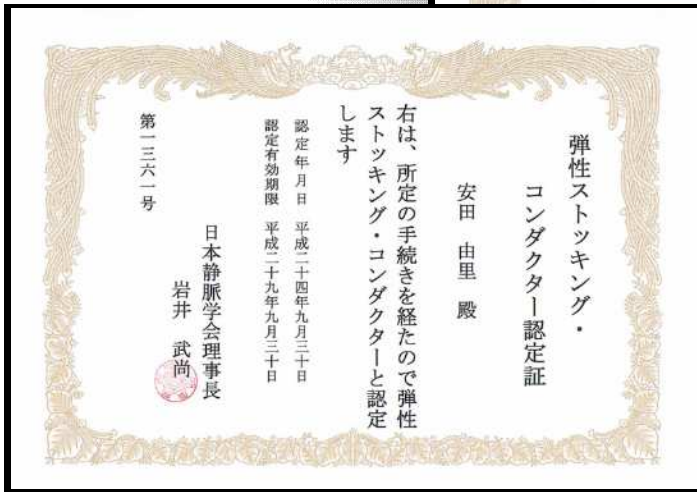 弾性ストッキング・
コンダクター認定証
安田 由里 殿
右は、所定の手続きを経たので弾性
ストッキング・コンダクターと認定
します
認定年月日 平成二十四年九月三十日
認定有効期限 平成二十九年九月三十日
日本静脈学会理事長
岩井 武尚
第一三六一号